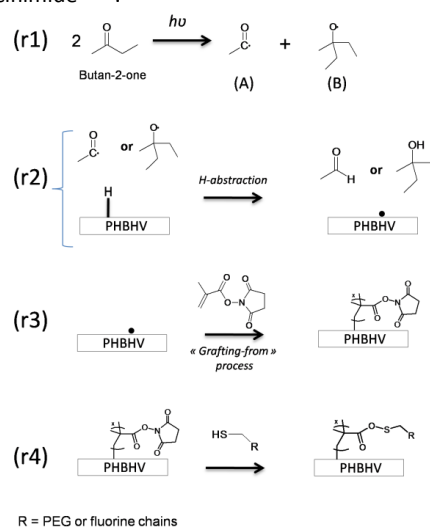 (r1) 2 O hυ O C• + O•
Butan-2-one
(A) (B)
(r2) O C• or O• H-abstraction O H or OH
H
PHBHV PHBHV
(r3) O O N O O O O N O
PHBHV « Grafting-from » process PHBHV
(r4) O O N O O HS R O O S R
PHBHV PHBHV
R = PEG or fluorine chains